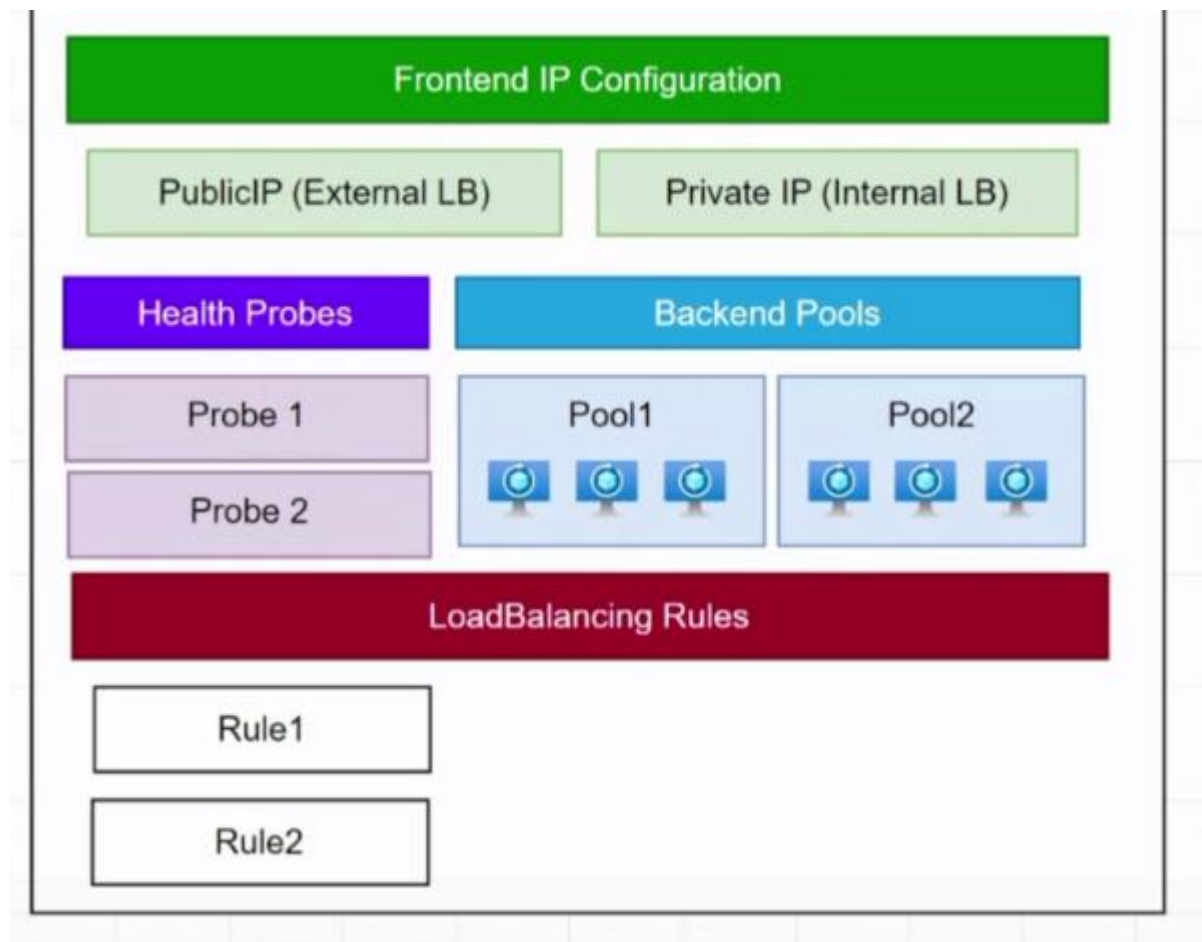 Frontend IP Configuration
PublicIP (External LB)
Private IP (Internal LB)
Health Probes
Backend Pools
Probe 1
Probe 2
Pool1
Pool2
LoadBalancing Rules
Rule1
Rule2